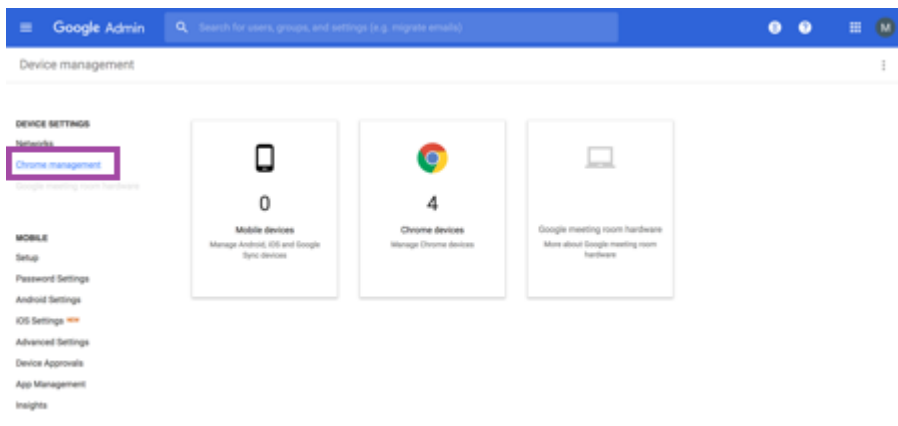 Google Admin
Search for users, groups, and settings (e.g. migrate emails)
M
Device management
DEVICE SETTINGS
Networks
Chrome management
Google meeting room hardware
MOBILE
Setup
Password Settings
Android Settings
iOS Settings NEW
Advanced Settings
Device Approvals
App Management
Insights
0
Mobile devices
Manage Android, iOS and Google
Sync devices
4
Chrome devices
Manage Chrome devices
Google meeting room hardware
More about Google meeting room
hardware